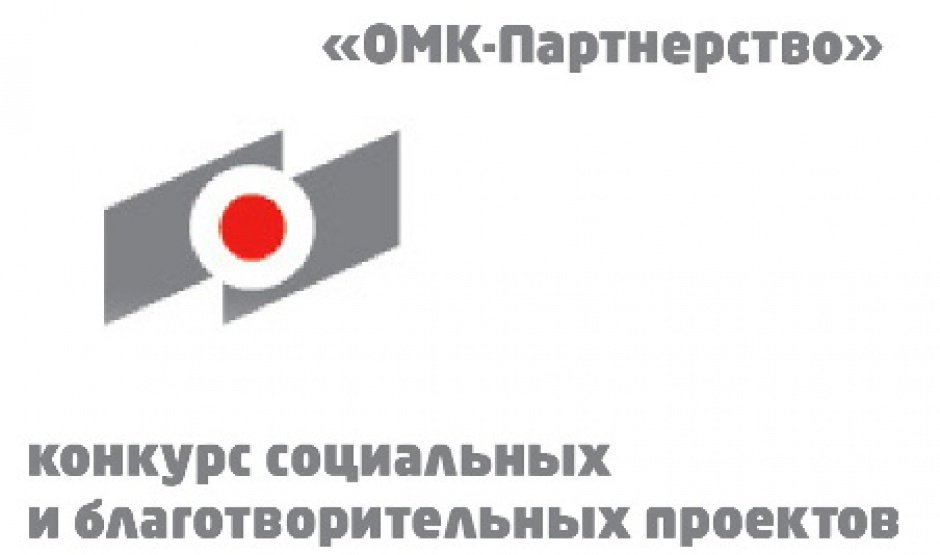 «ОМК-Партнерство»
конкурс социальных
и благотворительных проектов